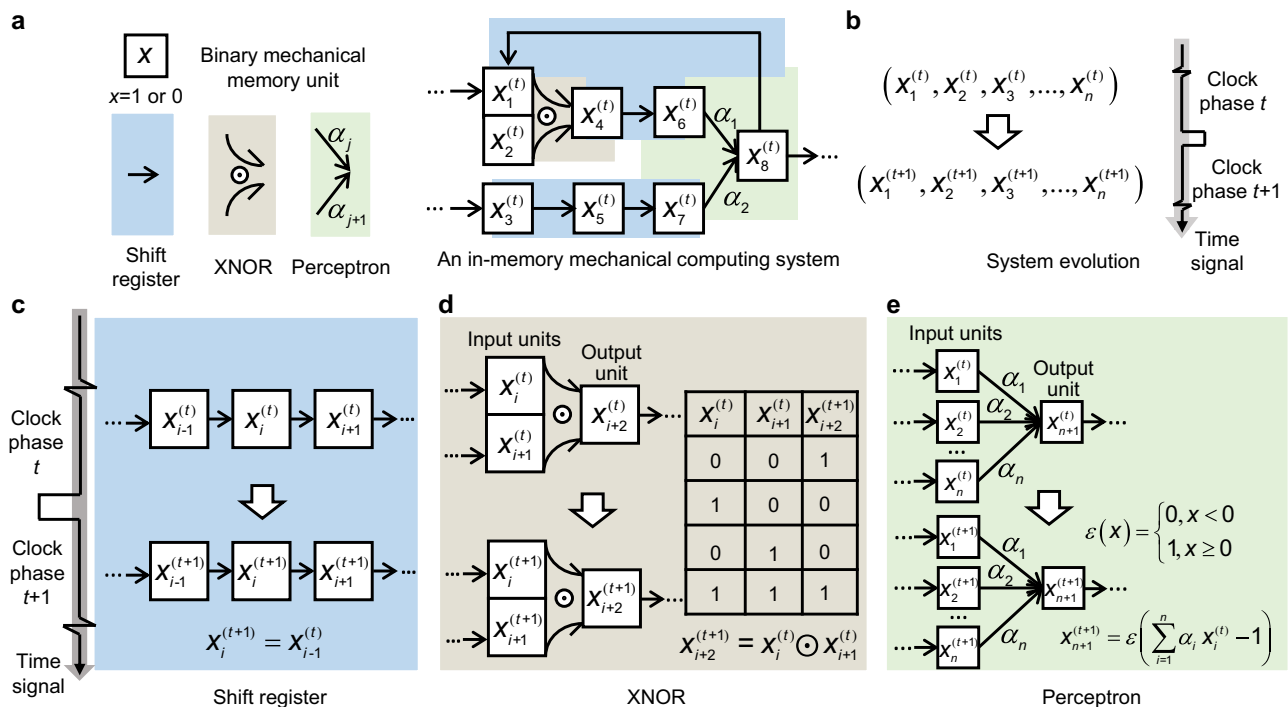 a
X
x=1 or 0
Binary mechanical
memory unit
α_j
α_{j+1}
Shift
register
XNOR
Perceptron
... x_1^{(t)}
x_2^{(t)}
x_4^{(t)}
x_6^{(t)}
α_1
x_8^{(t)} ...
... x_3^{(t)}
x_5^{(t)}
x_7^{(t)}
α_2
An in-memory mechanical computing system
b
(x_1^{(t)}, x_2^{(t)}, x_3^{(t)},..., x_n^{(t)})
(x_1^{(t+1)}, x_2^{(t+1)}, x_3^{(t+1)},..., x_n^{(t+1)})
Clock
phase t
Clock
phase t+1
Time
signal
System evolution
c
Clock
phase
t
Clock
phase
t+1
Time
signal
... x_{i-1}^{(t)} x_i^{(t)} x_{i+1}^{(t)} ...
... x_{i-1}^{(t+1)} x_i^{(t+1)} x_{i+1}^{(t+1)} ...
x_i^{(t+1)} = x_{i-1}^{(t)}
Shift register
d
Input units
Output
unit
... x_i^{(t)}
... x_{i+1}^{(t)}
x_{i+2}^{(t)} ...
... x_i^{(t+1)}
... x_{i+1}^{(t+1)}
x_{i+2}^{(t+1)} ...
x_i^{(t)} x_{i+1}^{(t)} x_{i+2}^{(t+1)}
0 0 1
1 0 0
0 1 0
1 1 1
x_{i+2}^{(t+1)} = x_i^{(t)} ⊙ x_{i+1}^{(t)}
XNOR
e
Input units
Output
unit
... x_1^{(t)}
α_1
... x_2^{(t)}
α_2
...
... x_n^{(t)}
α_n
x_{n+1}^{(t)} ...
... x_1^{(t+1)}
α_1
... x_2^{(t+1)}
α_2
...
... x_n^{(t+1)}
α_n
x_{n+1}^{(t+1)} ...
ε(x) = {0, x < 0
1, x ≥ 0
x_{n+1}^{(t+1)} = ε(∑_{i=1}^{n} α_i x_i^{(t)} − 1)
Perceptron